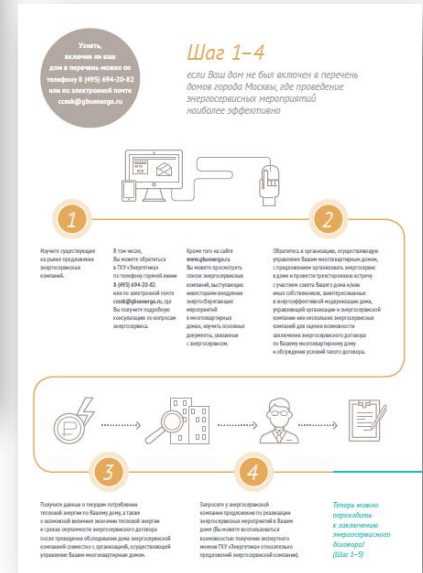 Узнать,
включен ли ваш
дом в перечень можно по
телефону 8 (495) 694-20-82
или по электронной почте
ccesk@gbuenergo.ru
Шаг 1–4
если Ваш дом не был включен в перечень
домов города Москвы, где проведение
энергосервисных мероприятий
наиболее эффективно
1
2
Изучите существующие
на рынке предложение
энергосервисных
компаний.
В том числе,
Вы можете обратиться
в ГКУ «Энергетика»
по телефону горячей линии
8 (495) 694-20-82
или по электронной почте
ccesk@gbuenergo.ru, где
Вы получите подробную
консультацию по вопросам
энергосервиса.
Кроме того на сайте
www.gbuenergo.ru
Вы можете просмотреть
список энергосервисных
компаний, выступающих
инвесторами внедрения
энергосберегающих
мероприятий
в многоквартирных
домах, изучить основные
документы, связанные
с энергосервисом.
Обратитесь в организацию, осуществляющую
управление Вашим многоквартирным домом,
с предложением организовать энергосервис
в доме и провести трехстороннюю встречу
с участием совета Вашего дома и/или
иных собственников, заинтересованных
в энергоэффективной модернизации дома,
управляющей организации и энергосервисной
компании или нескольких энергосервисных
компаний для оценки возможности
заключения энергосервисного договора
по Вашему многоквартирному дому
и обсуждения условий такого договора.
3
4
Получите данные о текущем потреблении
тепловой энергии по Вашему дому, а также
о возможной величине экономии тепловой энергии
и сроках окупаемости энергосервисного договора
после проведения обследования дома энергосервисной
компанией совместно с организацией, осуществляющей
управление Вашим многоквартирным домом.
Запросите у энергосервисной
компании предложение по реализации
энергосервисных мероприятий в Вашем
доме (Вы можете воспользоваться
возможностью получения экспертного
мнения ГКУ «Энергетика» относительно
предложений энергосервисной компании).
Теперь можно
переходить
к заключению
энергосервисного
договора!
(Шаг 1–5)